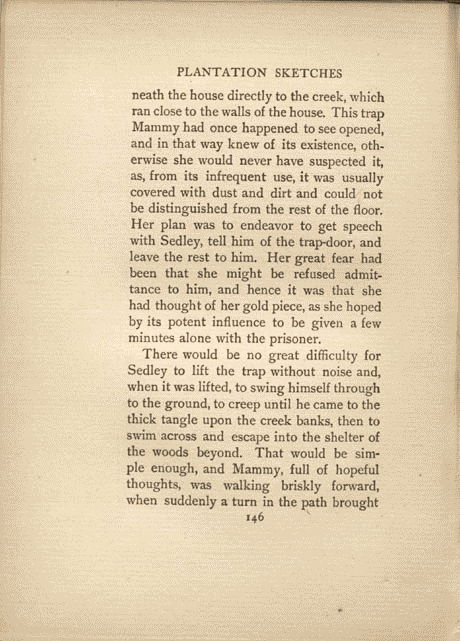 PLANTATION SKETCHES
neath the house directly to the creek, which
ran close to the walls of the house. This trap
Mammy had once happened to see opened,
and in that way knew of its existence, oth-
erwise she would never have suspected it,
as, from its infrequent use, it was usually
covered with dust and dirt and could not
be distinguished from the rest of the floor.
Her plan was to endeavor to get speech
with Sedley, tell him of the trap-door, and
leave the rest to him. Her great fear had
been that she might be refused admit-
tance to him, and hence it was that she
had thought of her gold piece, as she hoped
by its potent influence to be given a few
minutes alone with the prisoner.
There would be no great difficulty for
Sedley to lift the trap without noise and,
when it was lifted, to swing himself through
to the ground, to creep until he came to the
thick tangle upon the creek banks, then to
swim across and escape into the shelter of
the woods beyond. That would be sim-
ple enough, and Mammy, full of hopeful
thoughts, was walking briskly forward,
when suddenly a turn in the path brought
146